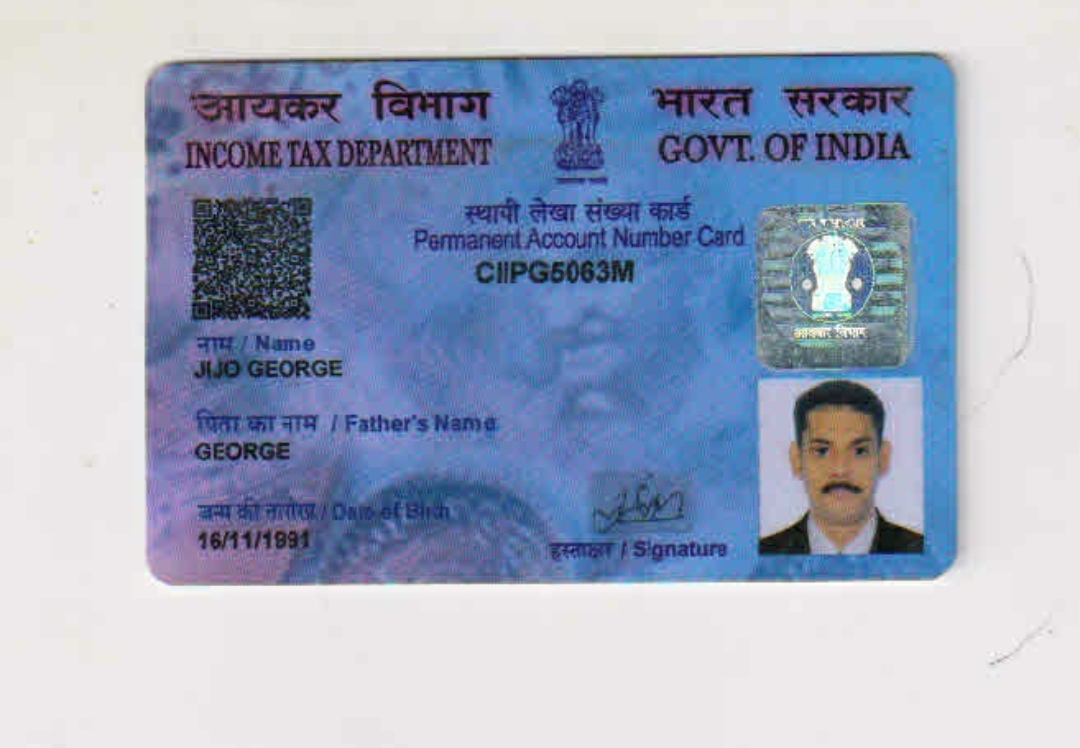 आयकर विभाग
INCOME TAX DEPARTMENT
भारत सरकार
GOVT. OF INDIA
स्थायी लेखा संख्या कार्ड
Permanent Account Number Card
CIIPG5063M
नाम / Name
JIJO GEORGE
पिता का नाम / Father's Name
GEORGE
जन्म की तारीख / Date of Birth
16/11/1991
हस्ताक्षर / Signature
आयकर विभाग